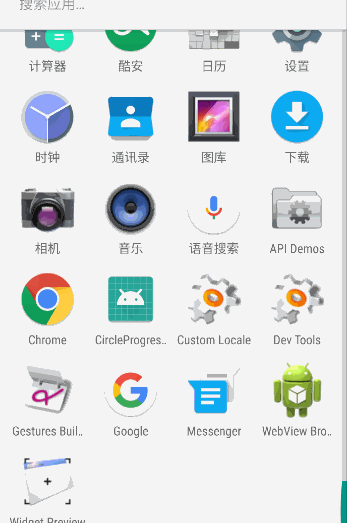 搜索应用…
计算器 酷安 日历 设置
时钟 通讯录 图库 下载
相机 音乐 语音搜索 API Demos
Chrome CircleProgres.. Custom Locale Dev Tools
Gestures Buil.. Google Messenger WebView Bro..
Widget Preview